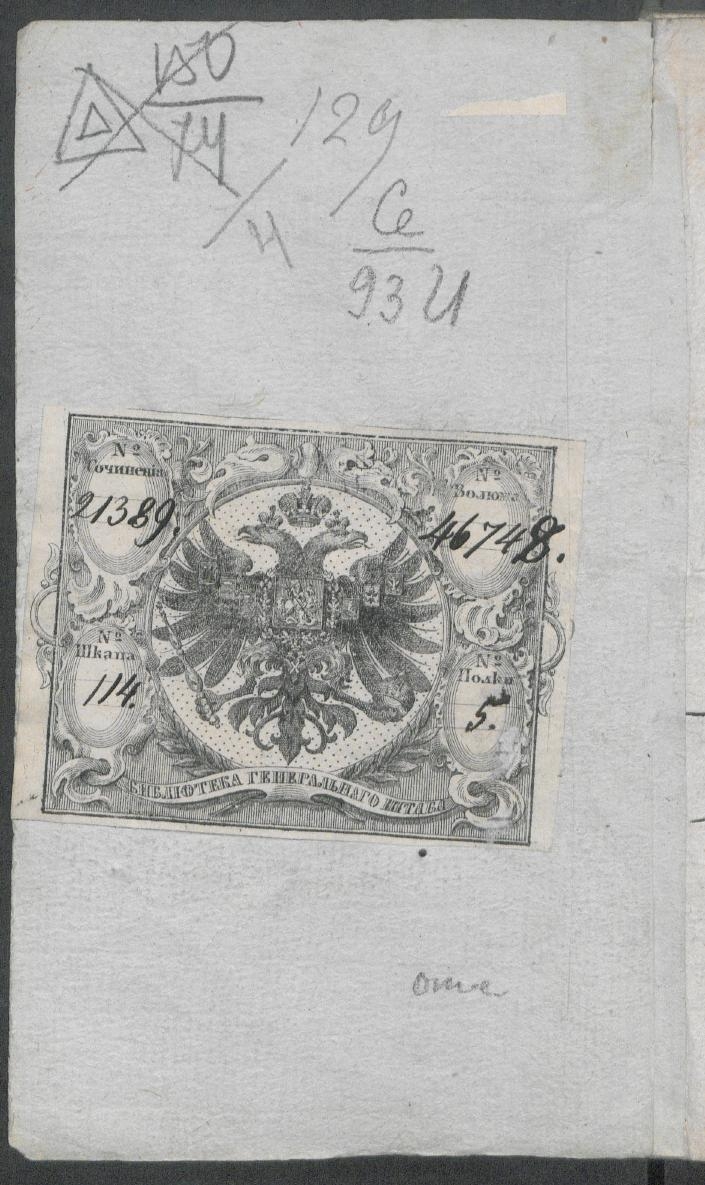 150
74
129
4
Се
93 И
№
Сочиненія
21389.
№
Волюма
46748.
№
Шкапа
114.
№
Полки
5.
БИБЛІОТЕКА ГЕНЕРАЛЬНАГО ШТАБА